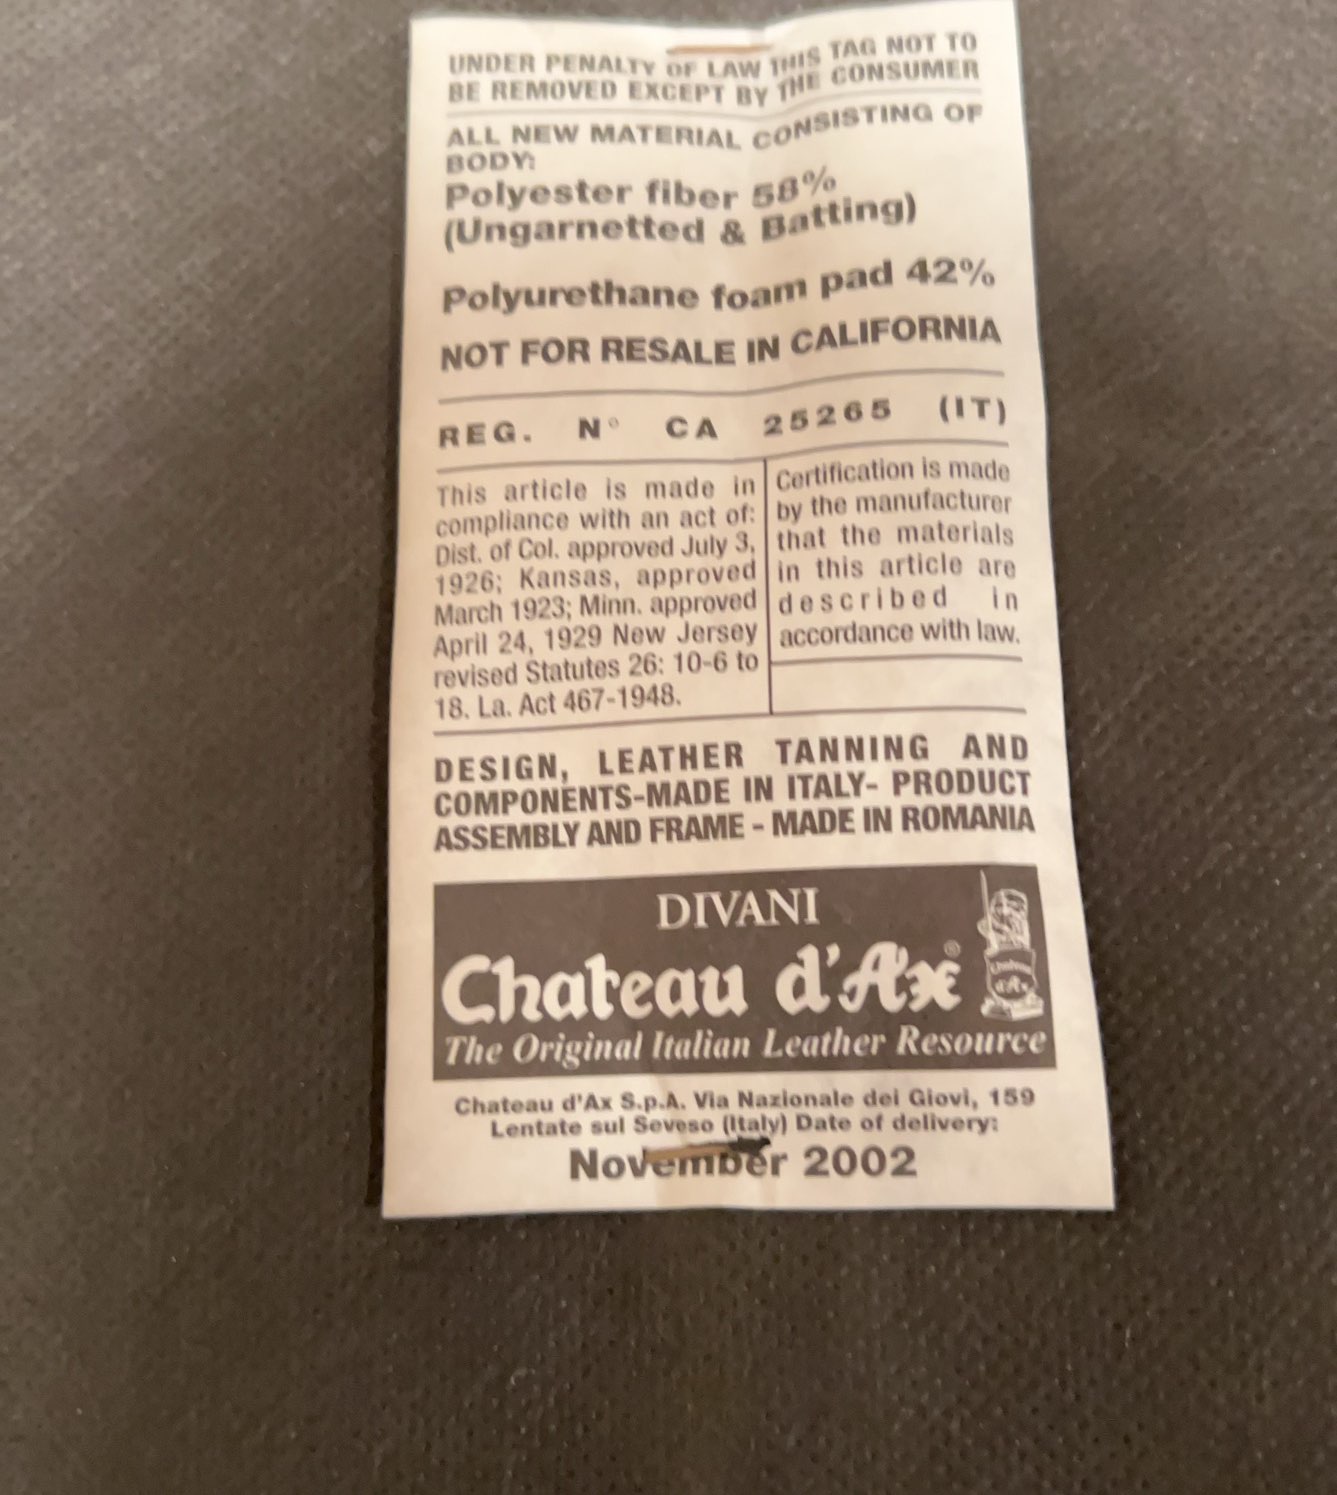 UNDER PENALTY OF LAW THIS TAG NOT TO
BE REMOVED EXCEPT BY THE CONSUMER
ALL NEW MATERIAL CONSISTING OF
BODY:
Polyester fiber 58%
(Ungarnetted & Batting)
Polyurethane foam pad 42%
NOT FOR RESALE IN CALIFORNIA
REG. N° CA 25265 (IT)
This article is made in
compliance with an act of:
Dist. of Col. approved July 3,
1926; Kansas, approved
March 1923; Minn. approved
April 24, 1929 New Jersey
revised Statutes 26: 10-6 to
18. La. Act 467-1948.
Certification is made
by the manufacturer
that the materials
in this article are
described in
accordance with law.
DESIGN, LEATHER TANNING AND
COMPONENTS-MADE IN ITALY- PRODUCT
ASSEMBLY AND FRAME - MADE IN ROMANIA
DIVANI
Chateau d'Ax®
d'Ax
The Original Italian Leather Resource
Chateau d'Ax S.p.A. Via Nazionale dei Giovi, 159
Lentate sul Seveso (Italy) Date of delivery:
November 2002